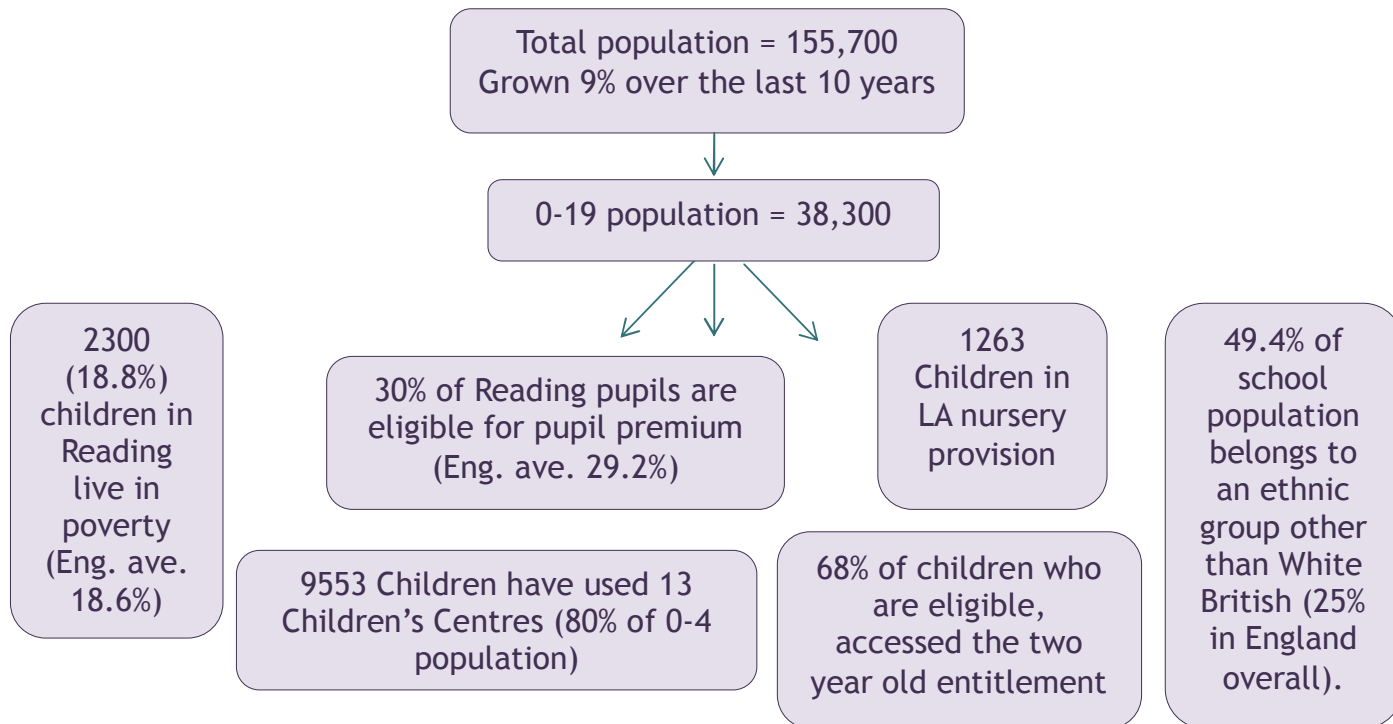 Total population = 155,700
Grown 9% over the last 10 years
0-19 population = 38,300
2300
(18.8%)
children in
Reading
live in
poverty
(Eng. ave.
18.6%)
30% of Reading pupils are
eligible for pupil premium
(Eng. ave. 29.2%)
1263
Children in
LA nursery
provision
49.4% of
school
population
belongs to
an ethnic
group other
than White
British (25%
in England
overall).
9553 Children have used 13
Children’s Centres (80% of 0-4
population)
68% of children who
are eligible,
accessed the two
year old entitlement